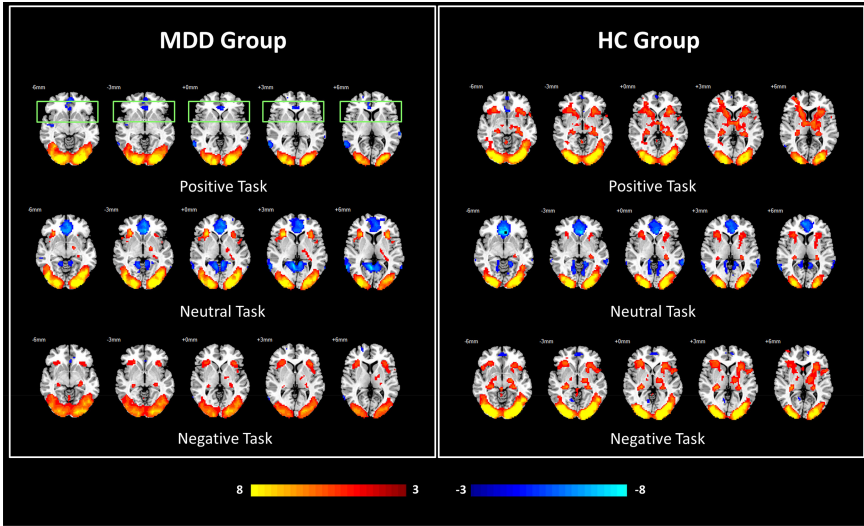 MDD Group
HC Group
-6mm -3mm +0mm +3mm +6mm
-6mm -3mm +0mm +3mm +6mm
Positive Task
Positive Task
-6mm -3mm +0mm +3mm +6mm
-6mm -3mm +0mm +3mm +6mm
Neutral Task
Neutral Task
-6mm -3mm +0mm +3mm +6mm
-6mm -3mm +0mm +3mm +6mm
Negative Task
Negative Task
8 3 -3 -8